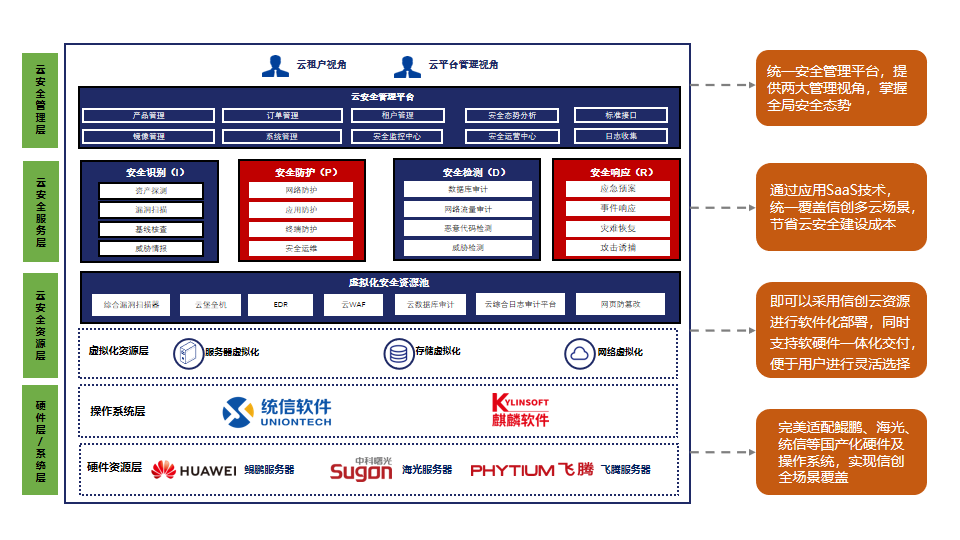 云租户视角
云平台管理视角
云安全管理层
云安全管理平台
产品管理
订单管理
租户管理
安全态势分析
标准接口
镜像管理
系统管理
安全监控中心
安全运营中心
日志收集
统一安全管理平台，提
供两大管理视角，掌握
全局安全态势
云安全服务层
安全识别（I）
资产探测
漏洞扫描
基线核查
威胁情报
安全防护（P）
网络防护
应用防护
终端防护
安全运维
安全检测（D）
数据库审计
网络流量审计
恶意代码检测
威胁检测
安全响应（R）
应急预案
事件响应
灾难恢复
攻击诱捕
通过应用SaaS技术，
统一覆盖信创多云场景，
节省云安全建设成本
云安全资源层
虚拟化安全资源池
综合漏洞扫描器
云堡垒机
EDR
云WAF
云数据库审计
云综合日志审计平台
网页防篡改
虚拟化资源层
服务器虚拟化
存储虚拟化
网络虚拟化
即可以采用信创云资源
进行软件化部署，同时
支持软硬件一体化交付，
便于用户进行灵活选择
硬件层/系统层
操作系统层
统信软件
UNIONTECH
KYLINSOFT
麒麟软件
硬件资源层
HUAWEI
鲲鹏服务器
中科曙光
Sugon
海光服务器
PHYTIUM飞腾
飞腾服务器
完美适配鲲鹏、海光、
统信等国产化硬件及
操作系统，实现信创
全场景覆盖